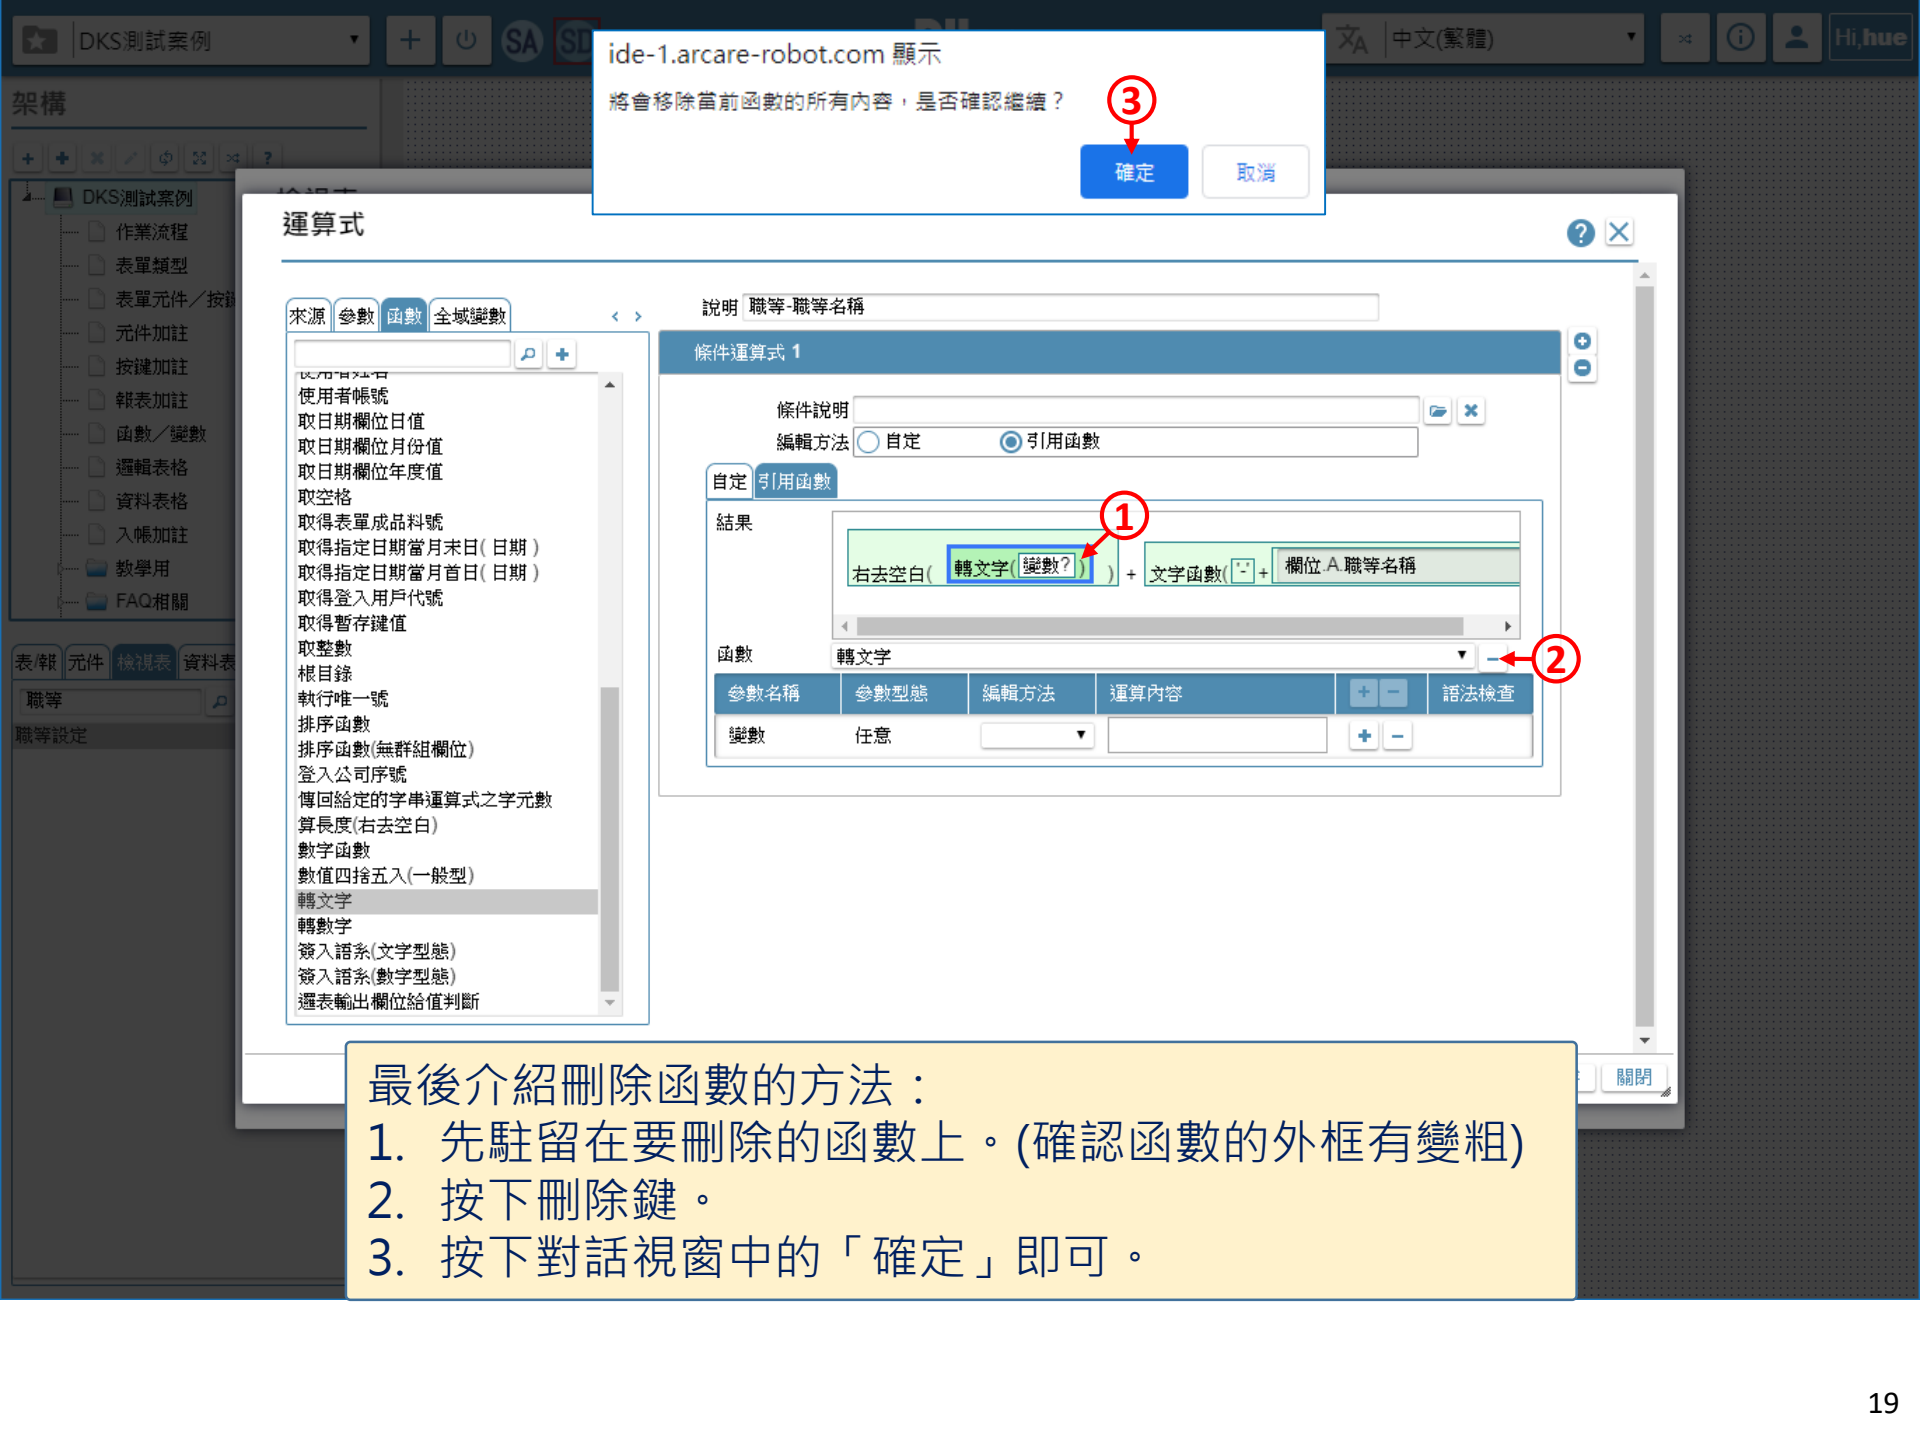 DKS測試案例
SA
SD
中文(繁體)
Hi,hue
ide-1.arcare-robot.com 顯示
將會移除當前函數的所有內容，是否確認繼續？
3
確定
取消
架構
DKS測試案例
作業流程
表單類型
表單元件／按
元件加註
按鍵加註
報表加註
函數／變數
邏輯表格
資料表格
入帳加註
教學用
FAQ相關
表/報
元件
檢視表
資料表
職等
職等設定
運算式
來源
參數
函數
全域變數
使用者帳號
取日期欄位日值
取日期欄位月份值
取日期欄位年度值
取空格
取得表單成品料號
取得指定日期當月末日( 日期 )
取得指定日期當月首日( 日期 )
取得登入用戶代號
取得暫存鍵值
取整數
根目錄
執行唯一號
排序函數
排序函數(無群組欄位)
登入公司序號
傳回給定的字串運算式之字元數
算長度(右去空白)
數字函數
數值四捨五入(一般型)
轉文字
轉數字
簽入語系(文字型態)
簽入語系(數字型態)
邏表輸出欄位給值判斷
說明 職等-職等名稱
條件運算式 1
條件說明
編輯方法 自定 引用函數
自定 引用函數
結果
1
右去空白( 轉文字( 變數? ) ) + 文字函數( '-' + 欄位.A.職等名稱
函數 轉文字
2
參數名稱 參數型態 編輯方法 運算內容 + − 語法檢查
變數 任意 + −
關閉
最後介紹刪除函數的方法：
1. 先駐留在要刪除的函數上。(確認函數的外框有變粗)
2. 按下刪除鍵。
3. 按下對話視窗中的「確定」即可。
19